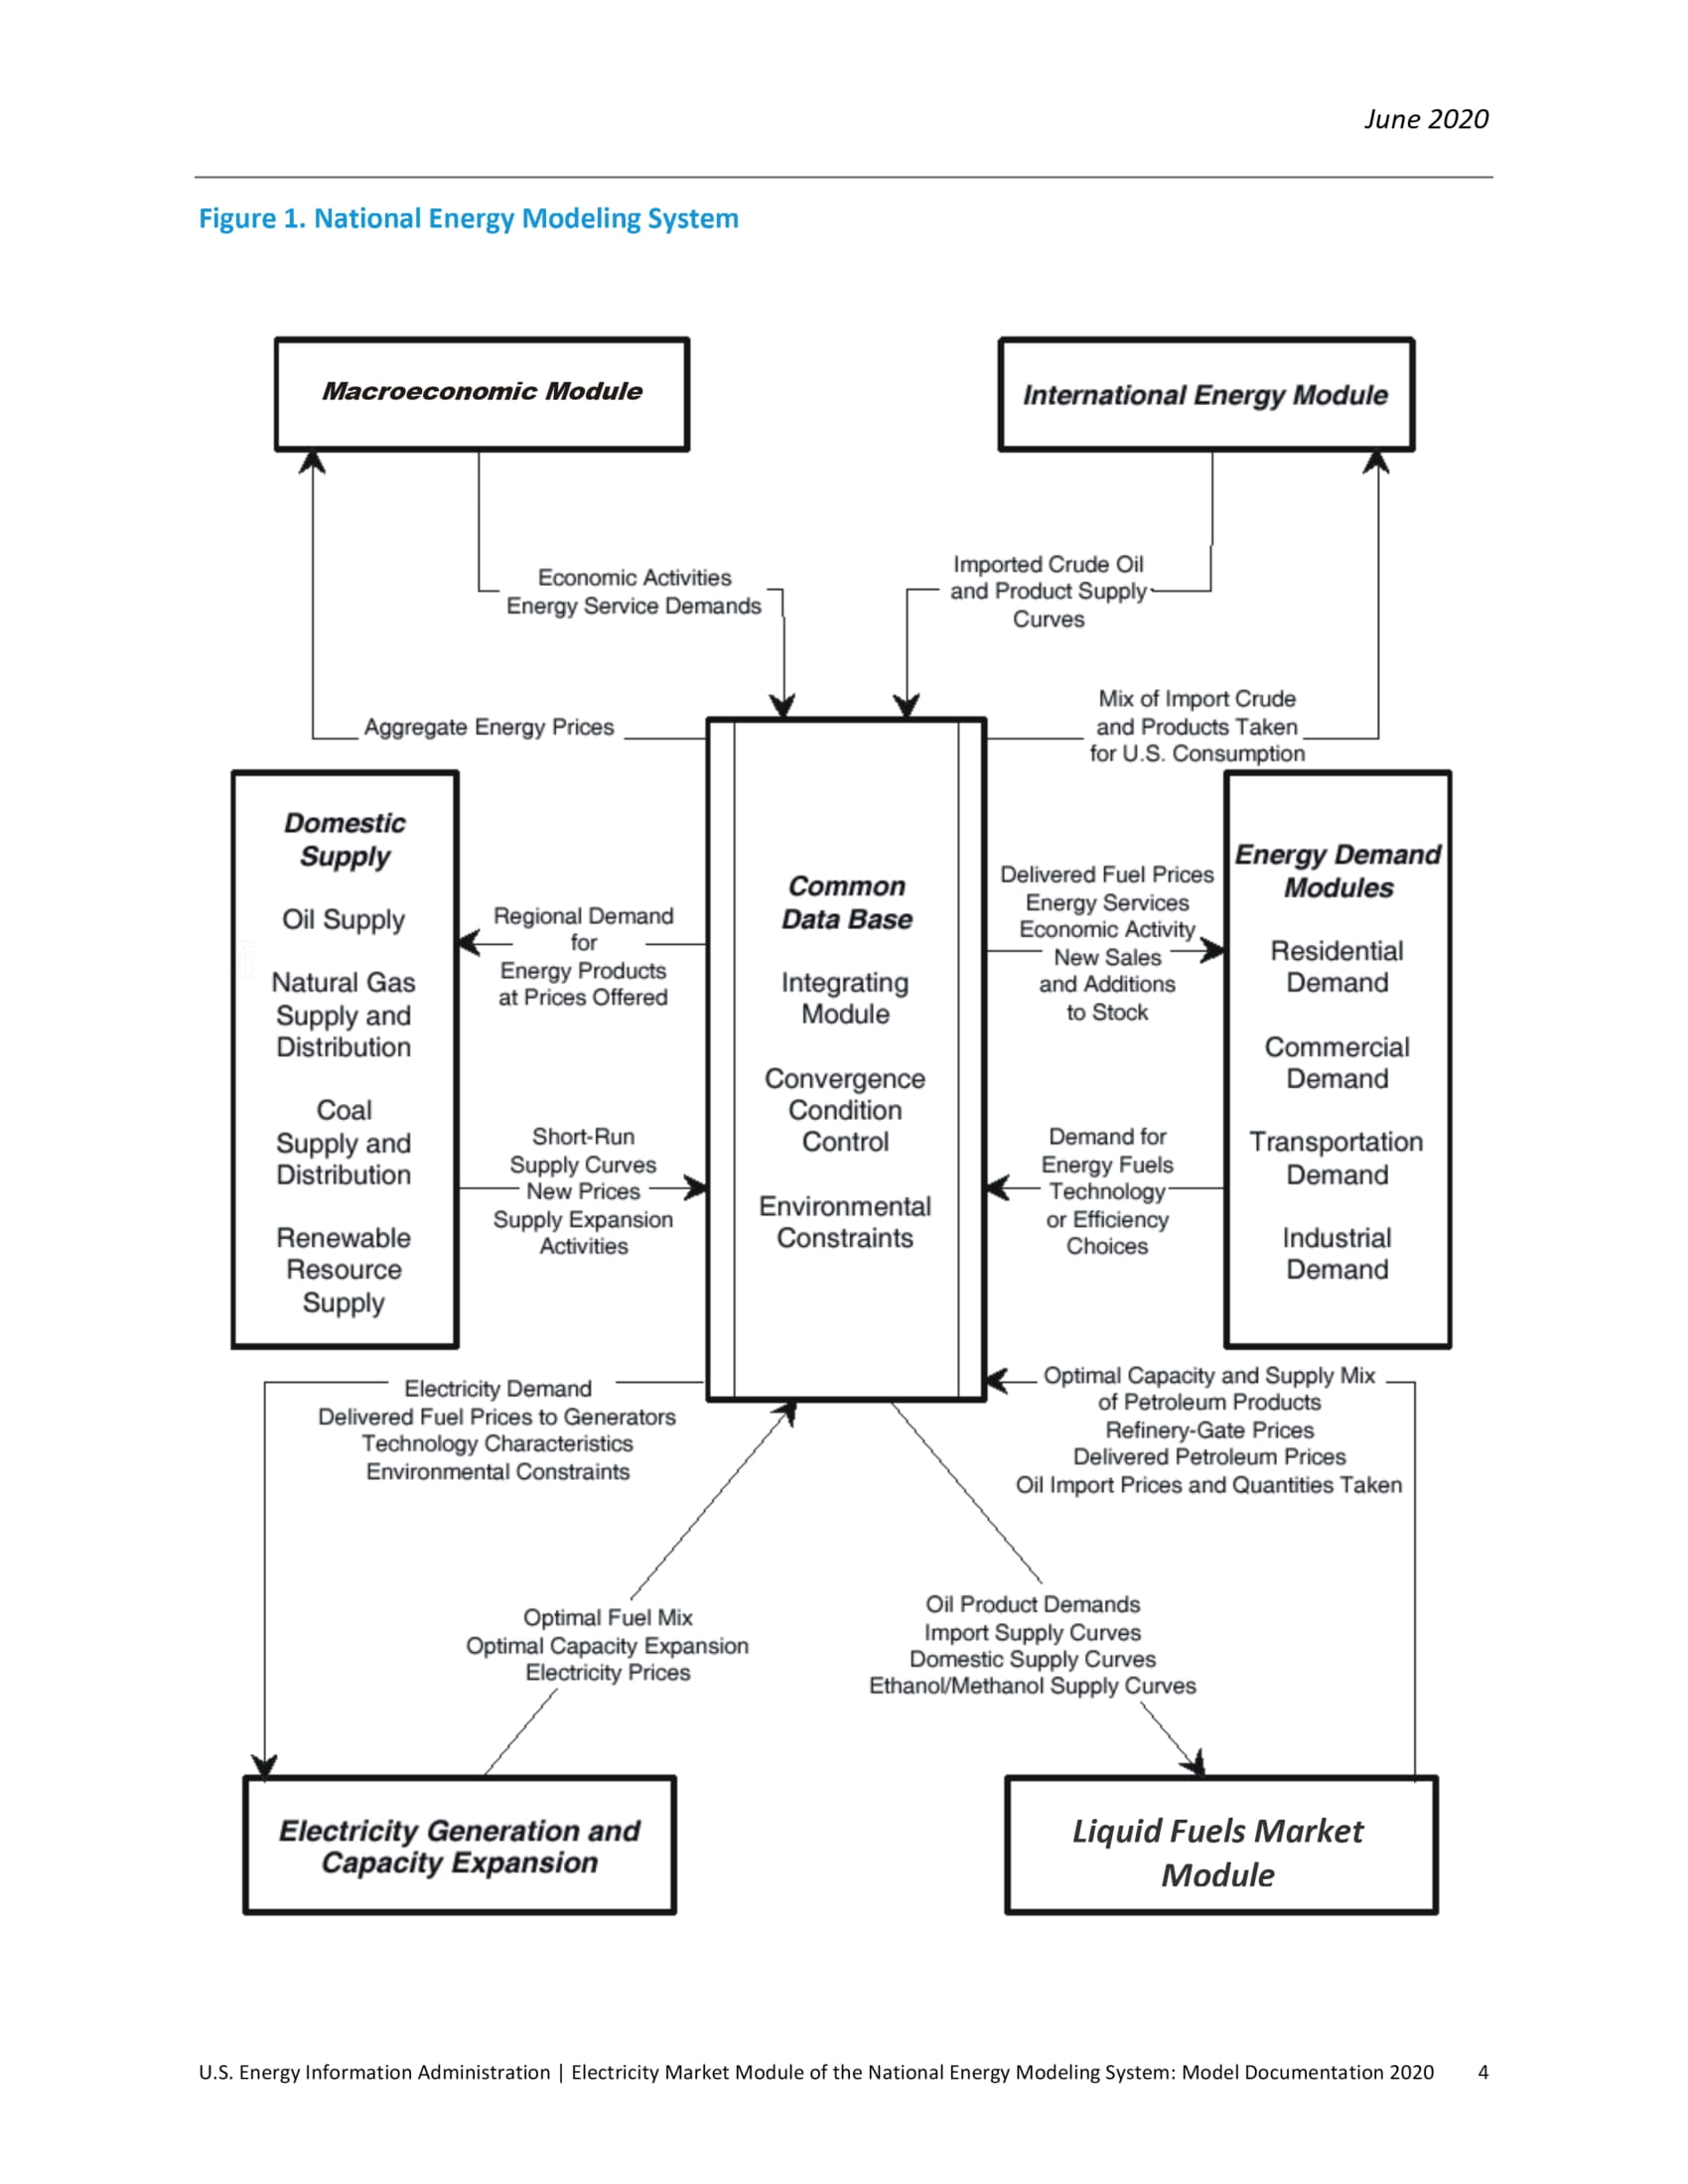 June 2020
Figure 1. National Energy Modeling System
Macroeconomic Module
International Energy Module
Economic Activities
Energy Service Demands
Imported Crude Oil
and Product Supply
Curves
Aggregate Energy Prices
Mix of Import Crude
and Products Taken
for U.S. Consumption
Domestic
Supply
Oil Supply
Natural Gas
Supply and
Distribution
Coal
Supply and
Distribution
Renewable
Resource
Supply
Regional Demand
for
Energy Products
at Prices Offered
Short-Run
Supply Curves
New Prices
Supply Expansion
Activities
Common
Data Base
Integrating
Module
Convergence
Condition
Control
Environmental
Constraints
Delivered Fuel Prices
Energy Services
Economic Activity
New Sales
and Additions
to Stock
Demand for
Energy Fuels
Technology
or Efficiency
Choices
Energy Demand
Modules
Residential
Demand
Commercial
Demand
Transportation
Demand
Industrial
Demand
Electricity Demand
Delivered Fuel Prices to Generators
Technology Characteristics
Environmental Constraints
Optimal Capacity and Supply Mix
of Petroleum Products
Refinery-Gate Prices
Delivered Petroleum Prices
Oil Import Prices and Quantities Taken
Optimal Fuel Mix
Optimal Capacity Expansion
Electricity Prices
Oil Product Demands
Import Supply Curves
Domestic Supply Curves
Ethanol/Methanol Supply Curves
Electricity Generation and
Capacity Expansion
Liquid Fuels Market
Module
U.S. Energy Information Administration | Electricity Market Module of the National Energy Modeling System: Model Documentation 2020 4